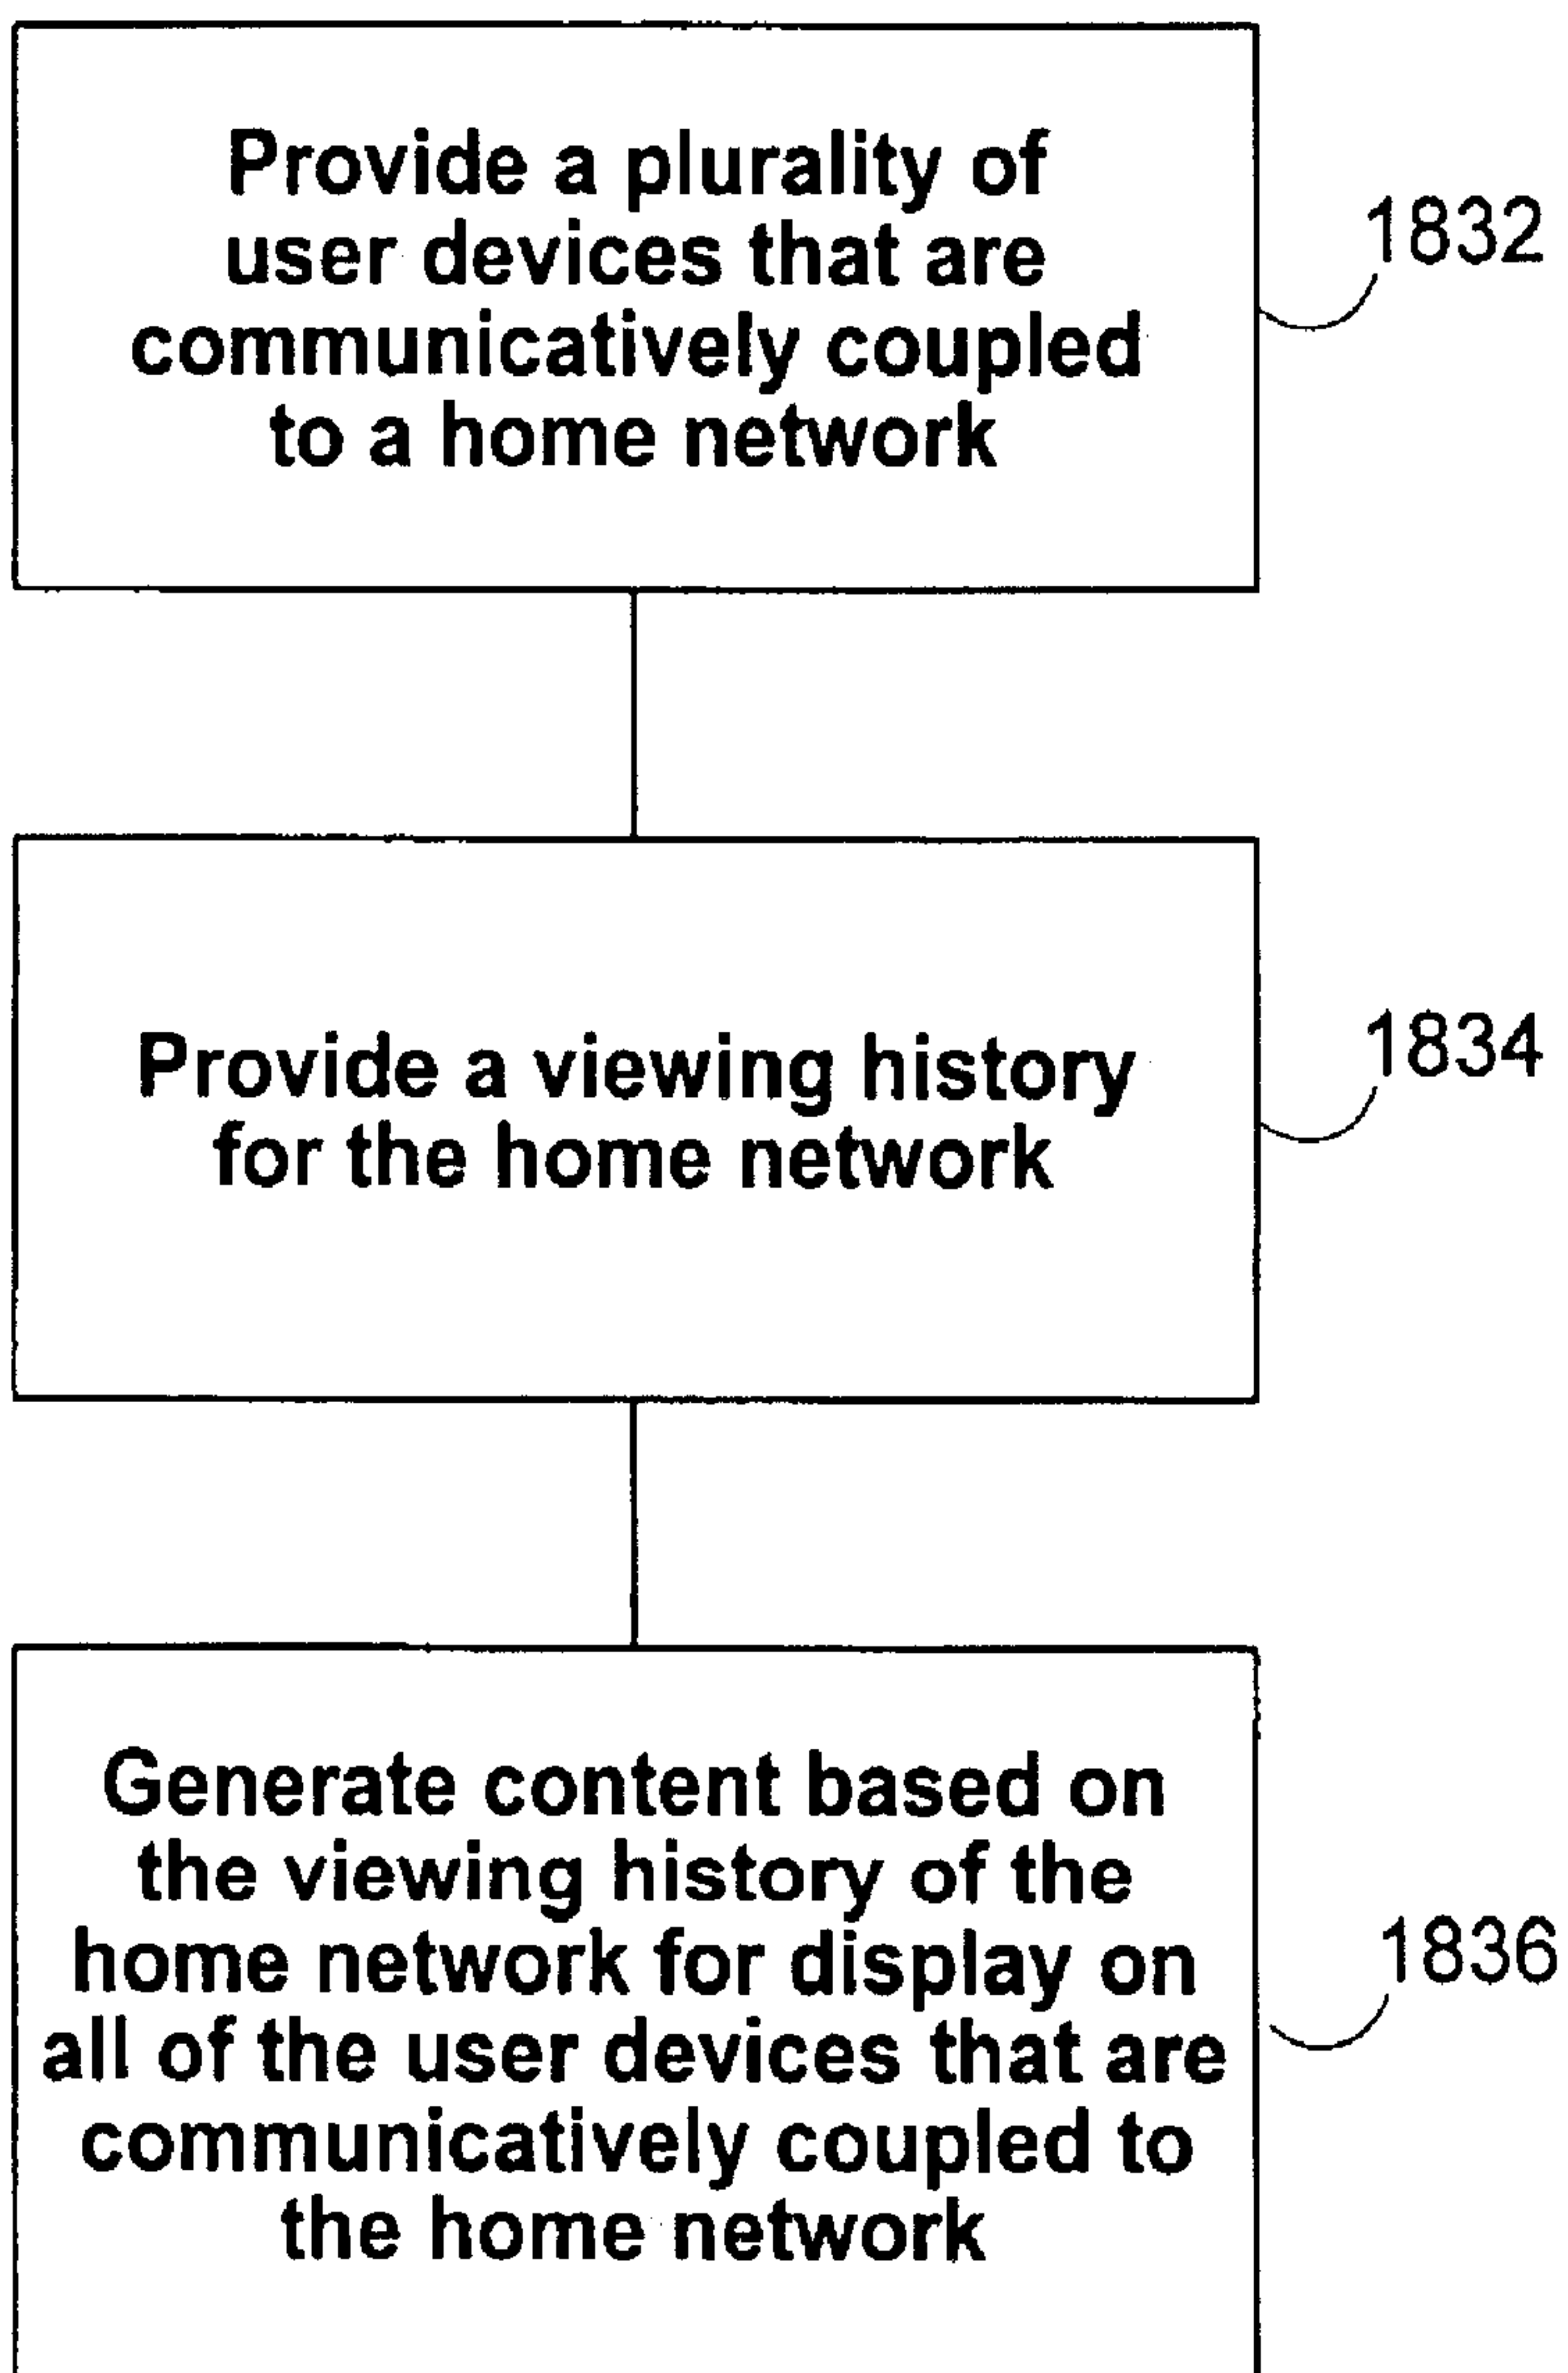 Provide a plurality of
user devices that are
communicatively coupled
to a home network
1832
Provide a viewing history
for the home network
1834
Generate content based on
the viewing history of the
home network for display on
all of the user devices that are
communicatively coupled to
the home network
1836